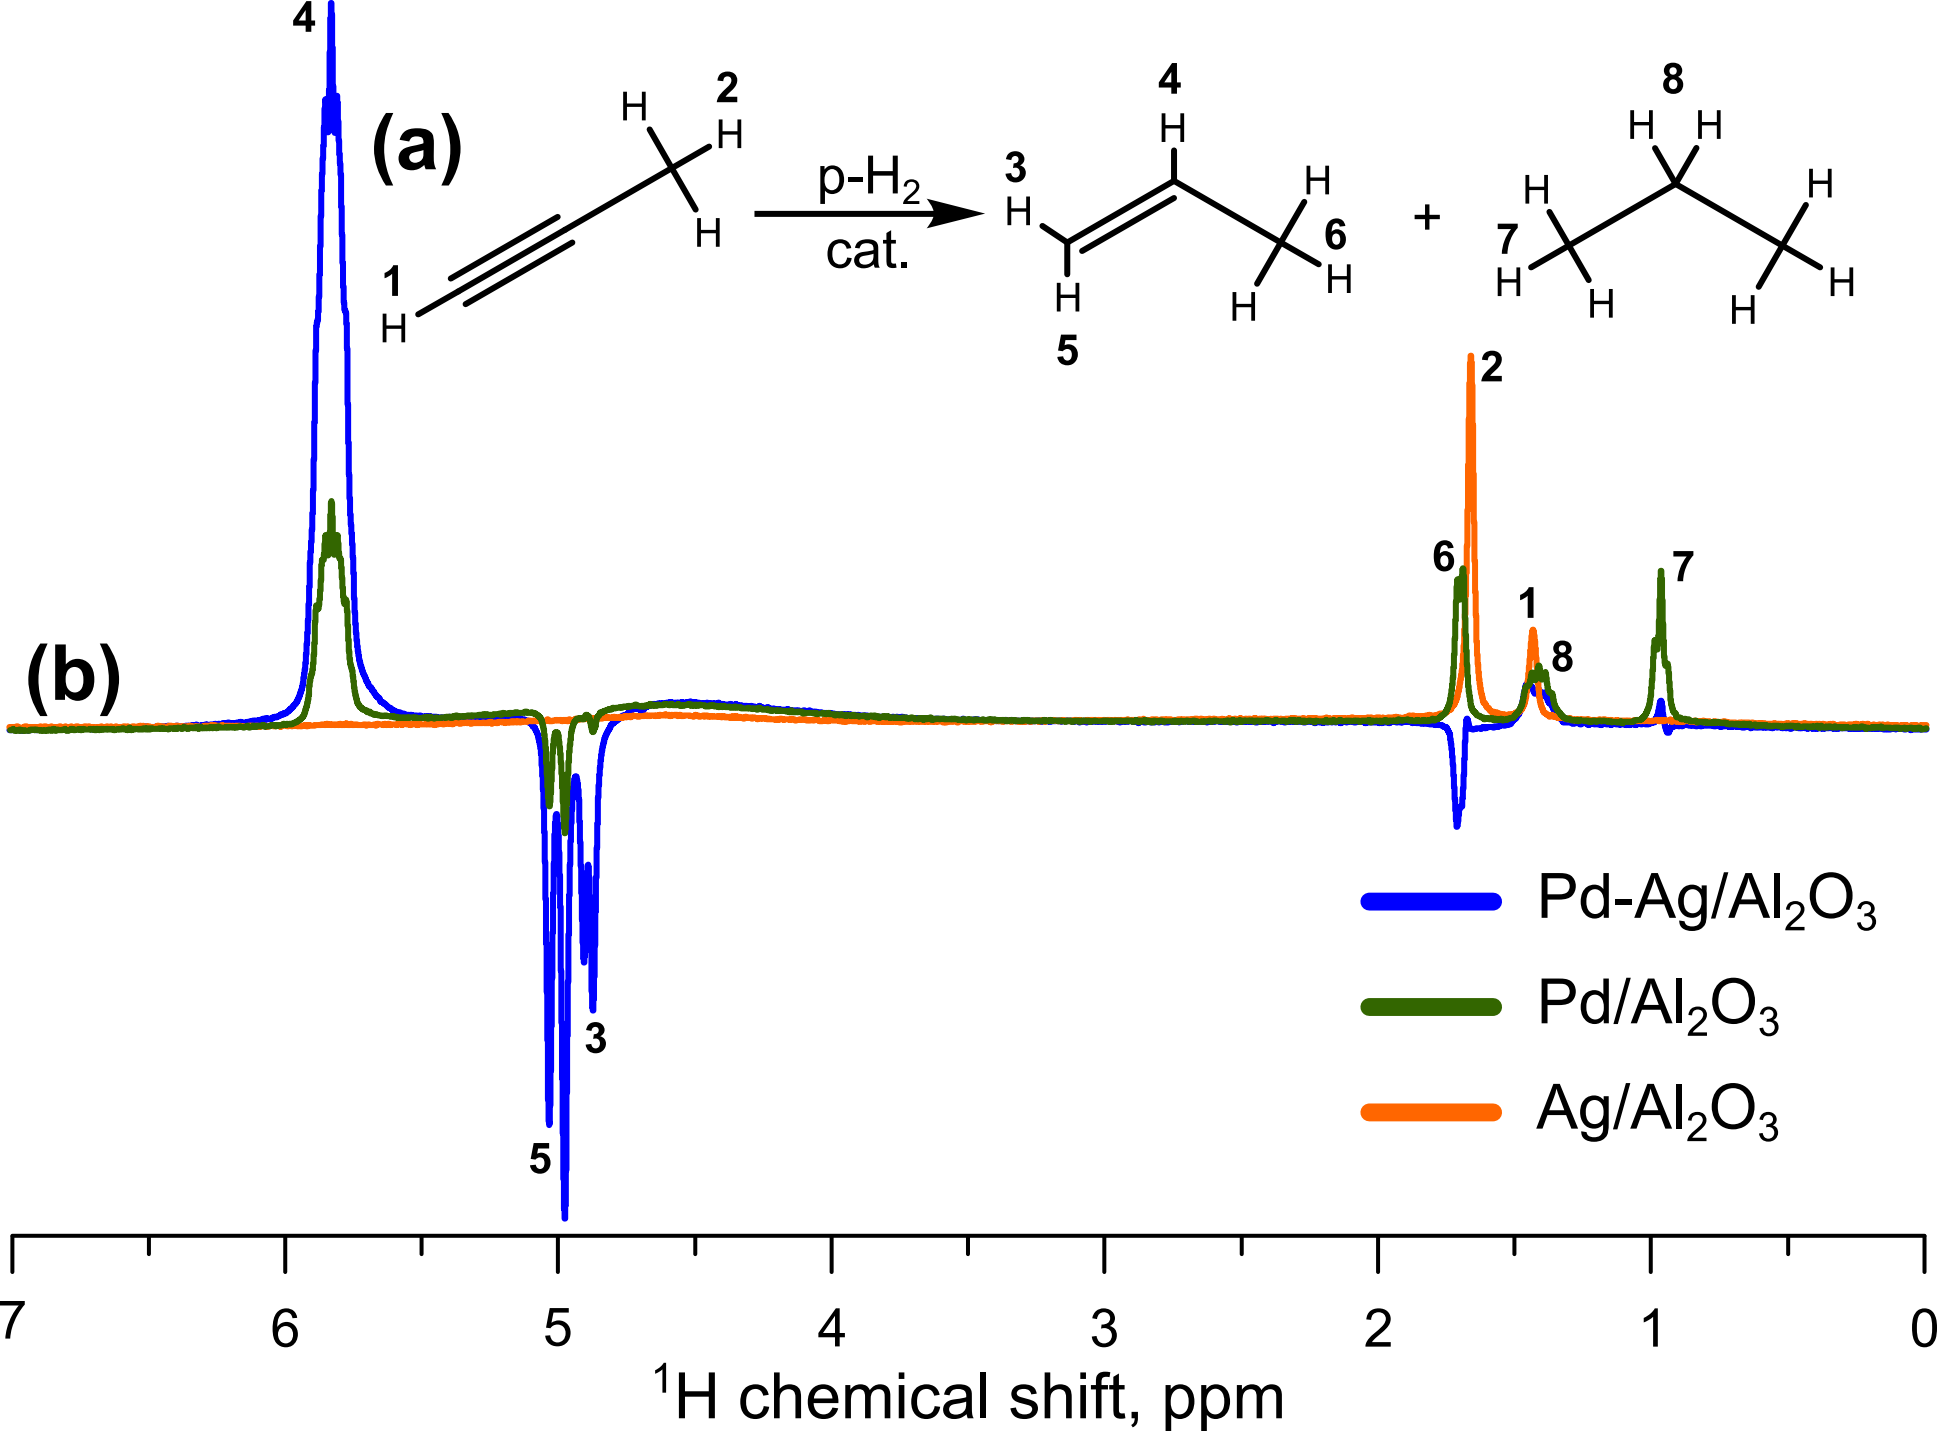 4
(a)
H
2
H
H
1
H
p-H₂
cat.
4
H
3
H
H
5
H
6
H
H
+
8
H H
H
7
H
H
H
H
H
2
6
1
8
7
(b)
3
5
Pd-Ag/Al₂O₃
Pd/Al₂O₃
Ag/Al₂O₃
7 6 5 4 3 2 1 0
¹H chemical shift, ppm